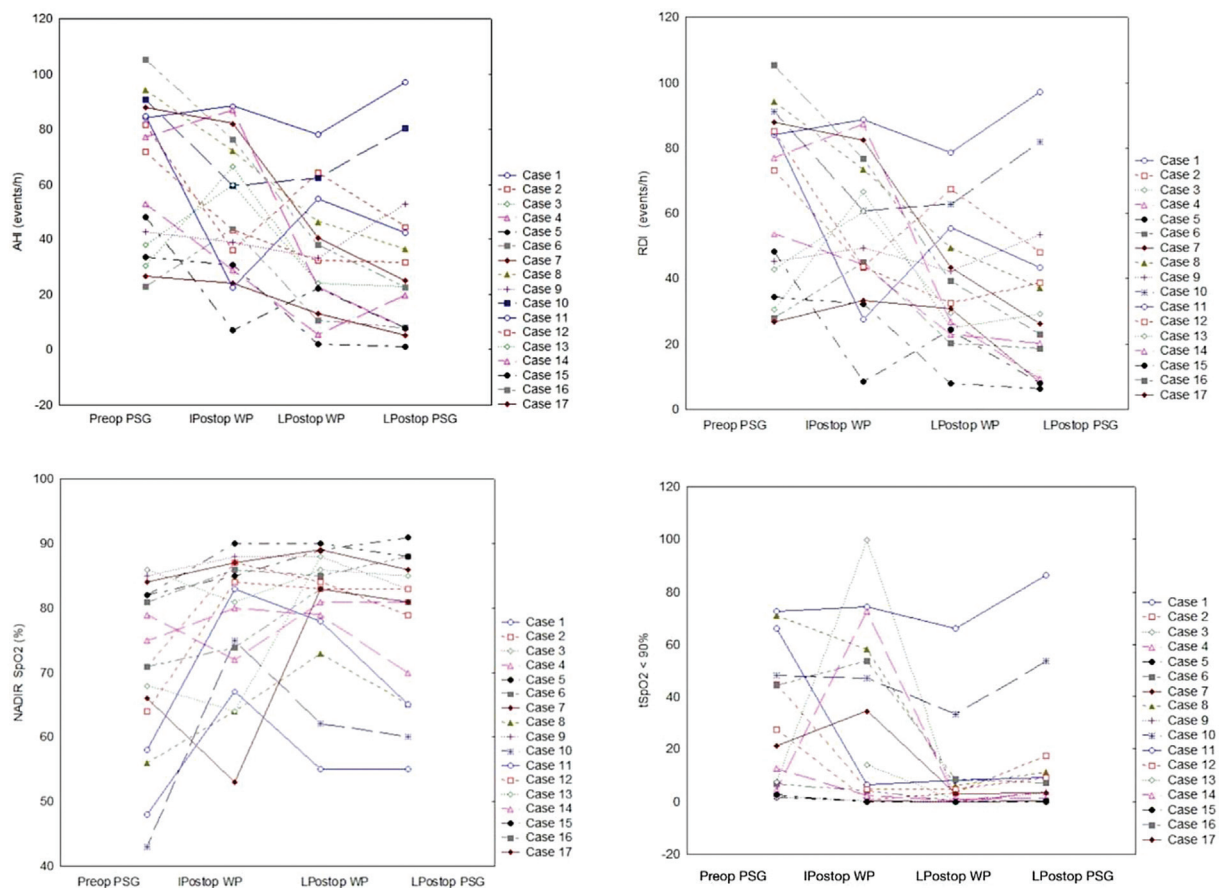 120
100
80
60
40
20
0
-20
AHI (events/h)
Preop PSG
IPostop WP
LPostop WP
LPostop PSG
Case 1
Case 2
Case 3
Case 4
Case 5
Case 6
Case 7
Case 8
Case 9
Case 10
Case 11
Case 12
Case 13
Case 14
Case 15
Case 16
Case 17
120
100
80
60
40
20
0
RDI (events/h)
Preop PSG
IPostop WP
LPostop WP
LPostop PSG
Case 1
Case 2
Case 3
Case 4
Case 5
Case 6
Case 7
Case 8
Case 9
Case 10
Case 11
Case 12
Case 13
Case 14
Case 15
Case 16
Case 17
100
90
80
70
60
50
40
NADIR SpO2 (%)
Preop PSG
IPostop WP
LPostop WP
LPostop PSG
Case 1
Case 2
Case 3
Case 4
Case 5
Case 6
Case 7
Case 8
Case 9
Case 10
Case 11
Case 12
Case 13
Case 14
Case 15
Case 16
Case 17
120
100
80
60
40
20
0
-20
tSpO2 < 90%
Preop PSG
IPostop WP
LPostop WP
LPostop PSG
Case 1
Case 2
Case 3
Case 4
Case 5
Case 6
Case 7
Case 8
Case 9
Case 10
Case 11
Case 12
Case 13
Case 14
Case 15
Case 16
Case 17